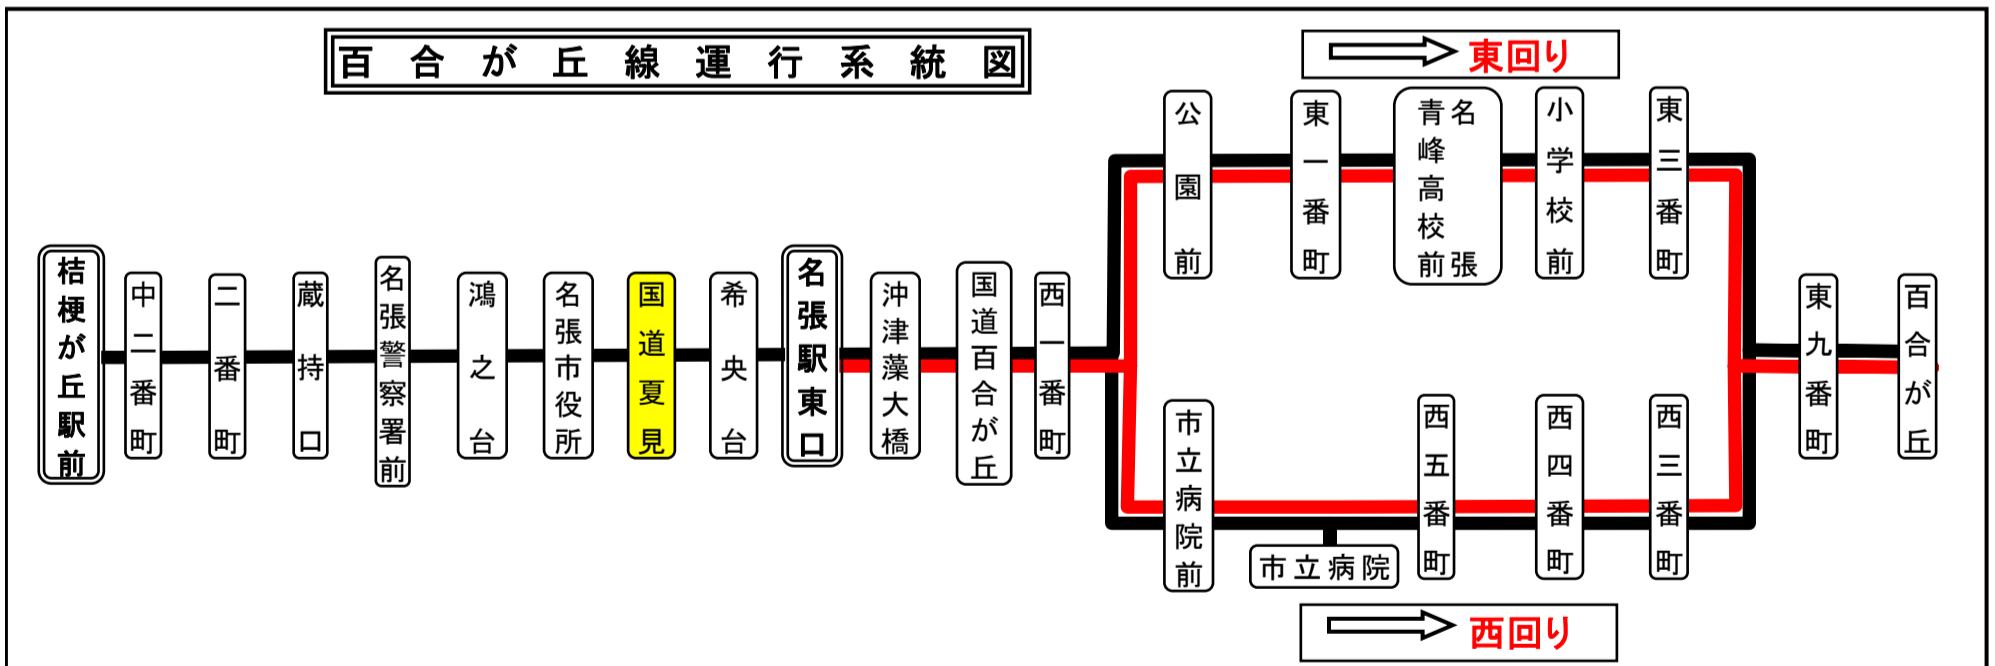 百合が丘線運行系統図
東回り
公園前
東一番町
名張
青峰高校前
小学校前
東三番町
桔梗が丘駅前
中二番町
二番町
蔵持口
名張警察署前
鴻之台
名張市役所
国道夏見
希央台
名張駅東口
沖津藻大橋
国道百合が丘
西一番町
東九番町
百合が丘
市立病院前
市立病院
西五番町
西四番町
西三番町
西回り